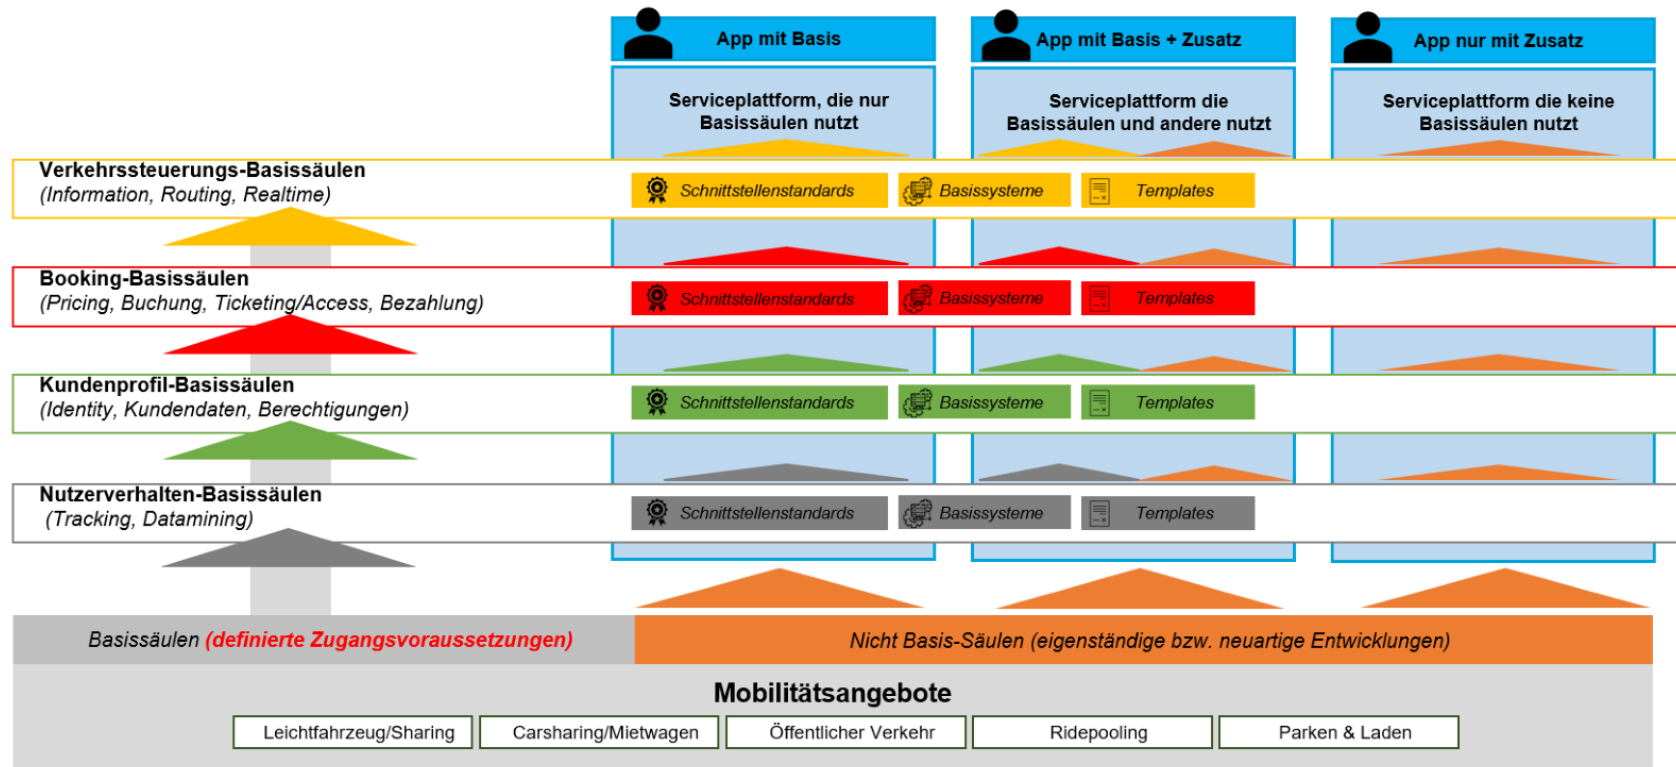 App mit Basis
App mit Basis + Zusatz
App nur mit Zusatz
Serviceplattform, die nur
Basissäulen nutzt
Serviceplattform die
Basissäulen und andere nutzt
Serviceplattform die keine
Basissäulen nutzt
Verkehrssteuerungs-Basissäulen
(Information, Routing, Realtime)
Schnittstellenstandards
Basissysteme
Templates
Booking-Basissäulen
(Pricing, Buchung, Ticketing/Access, Bezahlung)
Schnittstellenstandards
Basissysteme
Templates
Kundenprofil-Basissäulen
(Identity, Kundendaten, Berechtigungen)
Schnittstellenstandards
Basissysteme
Templates
Nutzerverhalten-Basissäulen
(Tracking, Datamining)
Schnittstellenstandards
Basissysteme
Templates
Basissäulen (definierte Zugangsvoraussetzungen)
Nicht Basis-Säulen (eigenständige bzw. neuartige Entwicklungen)
Mobilitätsangebote
Leichtfahrzeug/Sharing
Carsharing/Mietwagen
Öffentlicher Verkehr
Ridepooling
Parken & Laden